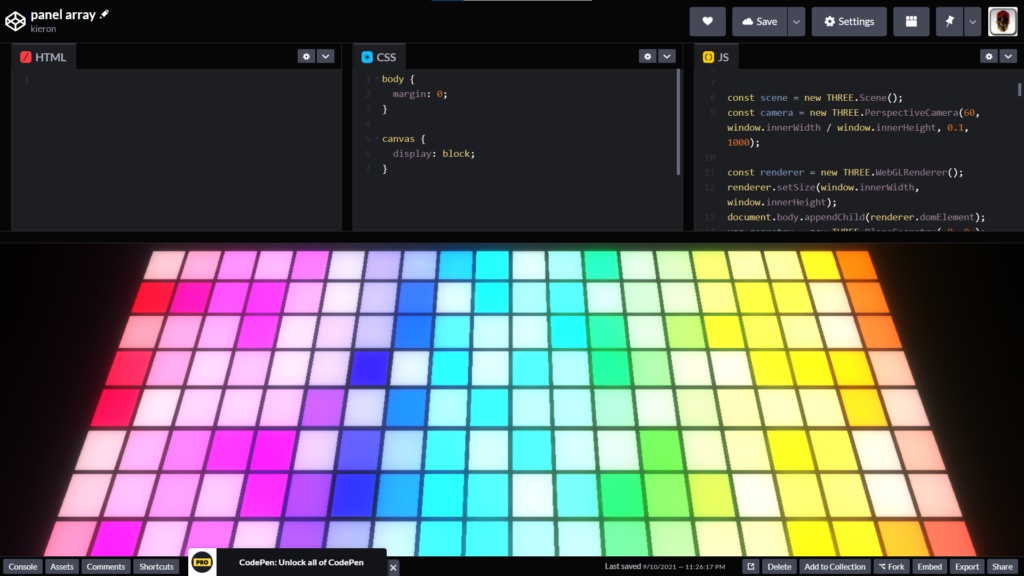 panel array
kieron
Save
Settings
HTML
1
CSS
1 body {
2 margin: 0;
3 }
4
5 canvas {
6 display: block;
7 }
JS
7
8 const scene = new THREE.Scene();
9 const camera = new THREE.PerspectiveCamera(60,
window.innerWidth / window.innerHeight, 0.1,
1000);
10
11 const renderer = new THREE.WebGLRenderer();
12 renderer.setSize(window.innerWidth,
window.innerHeight);
13 document.body.appendChild(renderer.domElement);
Console
Assets
Comments
Shortcuts
PRO
CodePen: Unlock all of CodePen
Last saved 9/10/2021 — 11:26:17 PM
Delete
Add to Collection
Fork
Embed
Export
Share